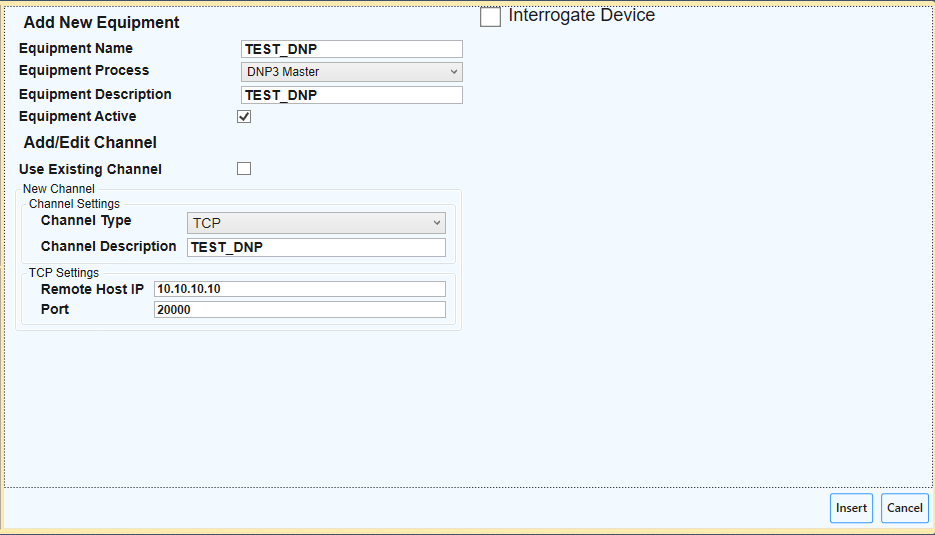 Add New Equipment
Interrogate Device
Equipment Name TEST_DNP
Equipment Process DNP3 Master
Equipment Description TEST_DNP
Equipment Active
Add/Edit Channel
Use Existing Channel
New Channel
Channel Settings
Channel Type TCP
Channel Description TEST_DNP
TCP Settings
Remote Host IP 10.10.10.10
Port 20000
Insert Cancel